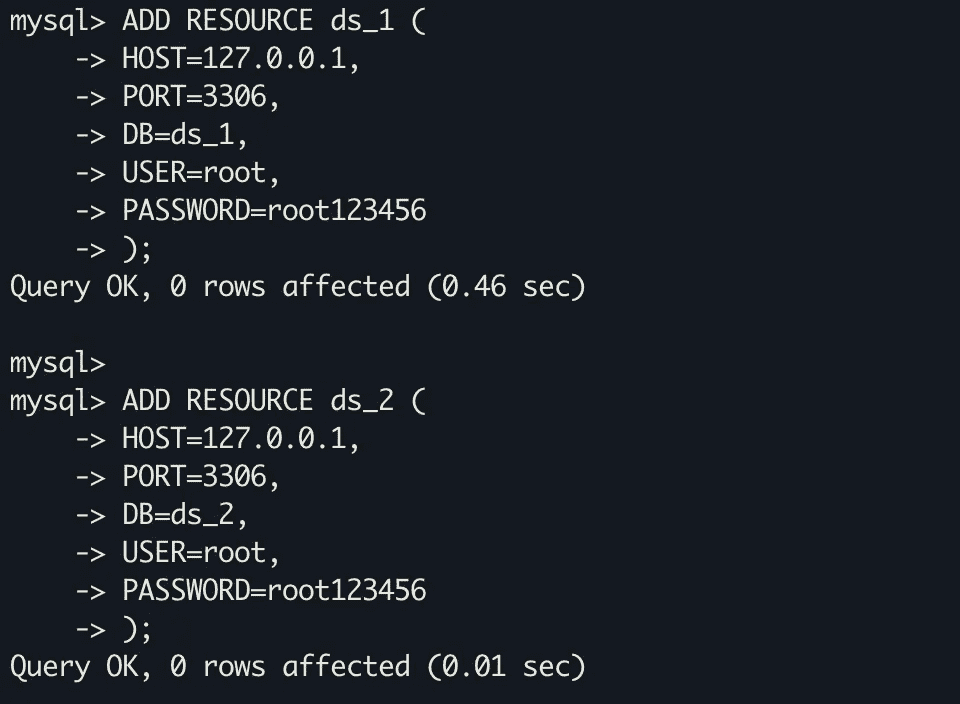 mysql> ADD RESOURCE ds_1 (
    -> HOST=127.0.0.1,
    -> PORT=3306,
    -> DB=ds_1,
    -> USER=root,
    -> PASSWORD=root123456
    -> );
Query OK, 0 rows affected (0.46 sec)

mysql>
mysql> ADD RESOURCE ds_2 (
    -> HOST=127.0.0.1,
    -> PORT=3306,
    -> DB=ds_2,
    -> USER=root,
    -> PASSWORD=root123456
    -> );
Query OK, 0 rows affected (0.01 sec)